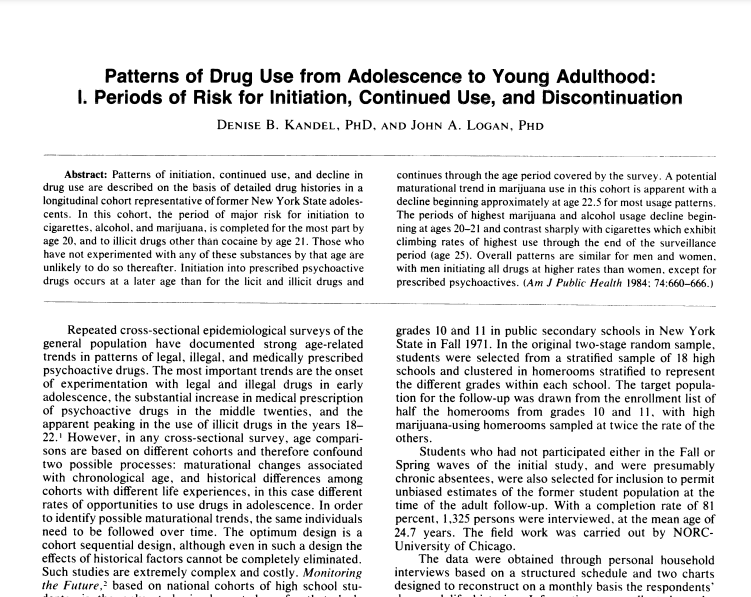 Patterns of Drug Use from Adolescence to Young Adulthood:
I. Periods of Risk for Initiation, Continued Use, and Discontinuation
DENISE B. KANDEL, PHD, AND JOHN A. LOGAN, PHD
Abstract: Patterns of initiation, continued use, and decline in
drug use are described on the basis of detailed drug histories in a
longitudinal cohort representative of former New York State adoles-
cents. In this cohort, the period of major risk for initiation to
cigarettes, alcohol, and marijuana, is completed for the most part by
age 20, and to illicit drugs other than cocaine by age 21. Those who
have not experimented with any of these substances by that age are
unlikely to do so thereafter. Initiation into prescribed psychoactive
drugs occurs at a later age than for the licit and illicit drugs and
continues through the age period covered by the survey. A potential
maturational trend in marijuana use in this cohort is apparent with a
decline beginning approximately at age 22.5 for most usage patterns.
The periods of highest marijuana and alcohol usage decline begin-
ning at ages 20–21 and contrast sharply with cigarettes which exhibit
climbing rates of highest use through the end of the surveillance
period (age 25). Overall patterns are similar for men and women,
with men initiating all drugs at higher rates than women, except for
prescribed psychoactives. (Am J Public Health 1984; 74:660–666.)
Repeated cross-sectional epidemiological surveys of the
general population have documented strong age-related
trends in patterns of legal, illegal, and medically prescribed
psychoactive drugs. The most important trends are the onset
of experimentation with legal and illegal drugs in early
adolescence, the substantial increase in medical prescription
of psychoactive drugs in the middle twenties, and the
apparent peaking in the use of illicit drugs in the years 18–
22.¹ However, in any cross-sectional survey, age compari-
sons are based on different cohorts and therefore confound
two possible processes: maturational changes associated
with chronological age, and historical differences among
cohorts with different life experiences, in this case different
rates of opportunities to use drugs in adolescence. In order
to identify possible maturational trends, the same individuals
need to be followed over time. The optimum design is a
cohort sequential design, although even in such a design the
effects of historical factors cannot be completely eliminated.
Such studies are extremely complex and costly. Monitoring
the Future,² based on national cohorts of high school stu-
grades 10 and 11 in public secondary schools in New York
State in Fall 1971. In the original two-stage random sample,
students were selected from a stratified sample of 18 high
schools and clustered in homerooms stratified to represent
the different grades within each school. The target popula-
tion for the follow-up was drawn from the enrollment list of
half the homerooms from grades 10 and 11, with high
marijuana-using homerooms sampled at twice the rate of the
others.
Students who had not participated either in the Fall or
Spring waves of the initial study, and were presumably
chronic absentees, were also selected for inclusion to permit
unbiased estimates of the former student population at the
time of the adult follow-up. With a completion rate of 81
percent, 1,325 persons were interviewed, at the mean age of
24.7 years. The field work was carried out by NORC-
University of Chicago.
The data were obtained through personal household
interviews based on a structured schedule and two charts
designed to reconstruct on a monthly basis the respondents'